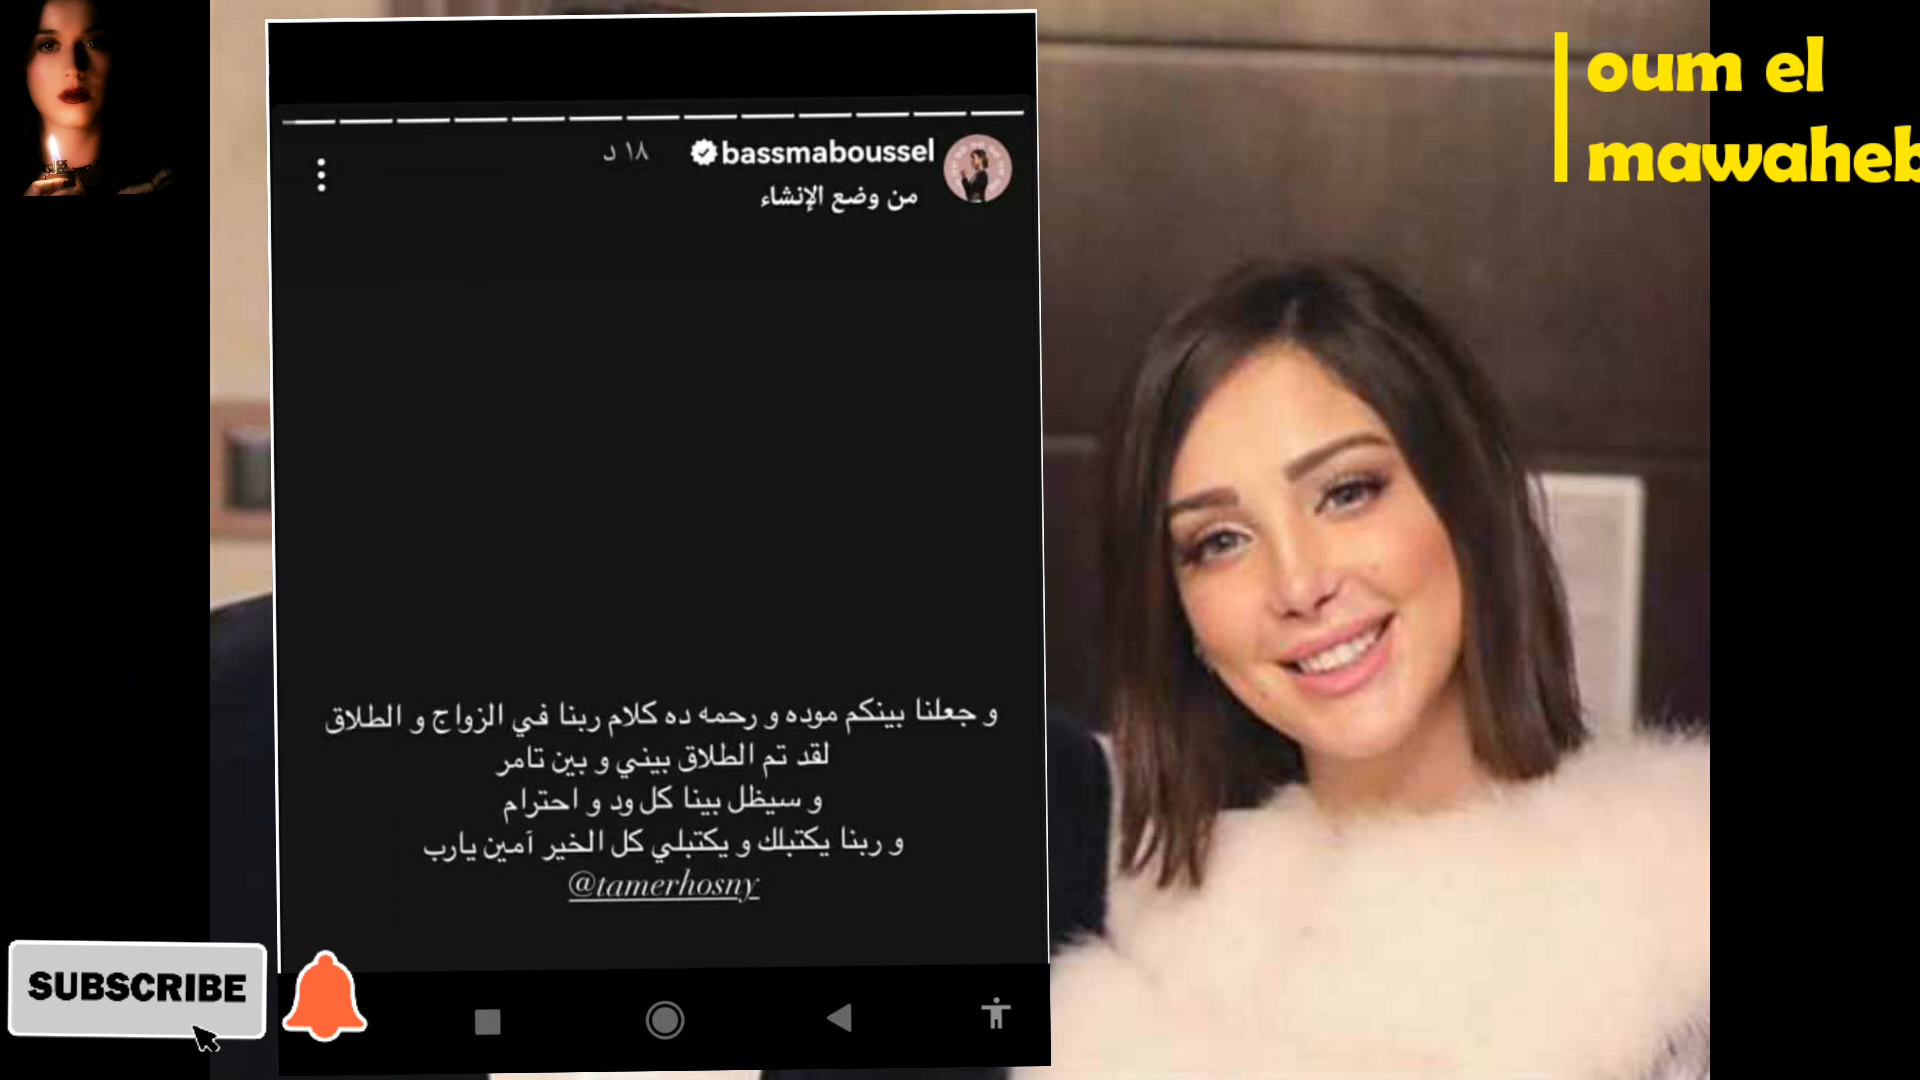 oum el
mawaheb
bassmaboussel ١٨ د
من وضع الإنشاء
و جعلنا بينكم موده و رحمه ده كلام ربنا في الزواج و الطلاق
لقد تم الطلاق بيني و بين تامر
و سيظل بينا كل ود و احترام
و ربنا يكتبلك و يكتبلي كل الخير آمين يارب
@tamerhosny
SUBSCRIBE